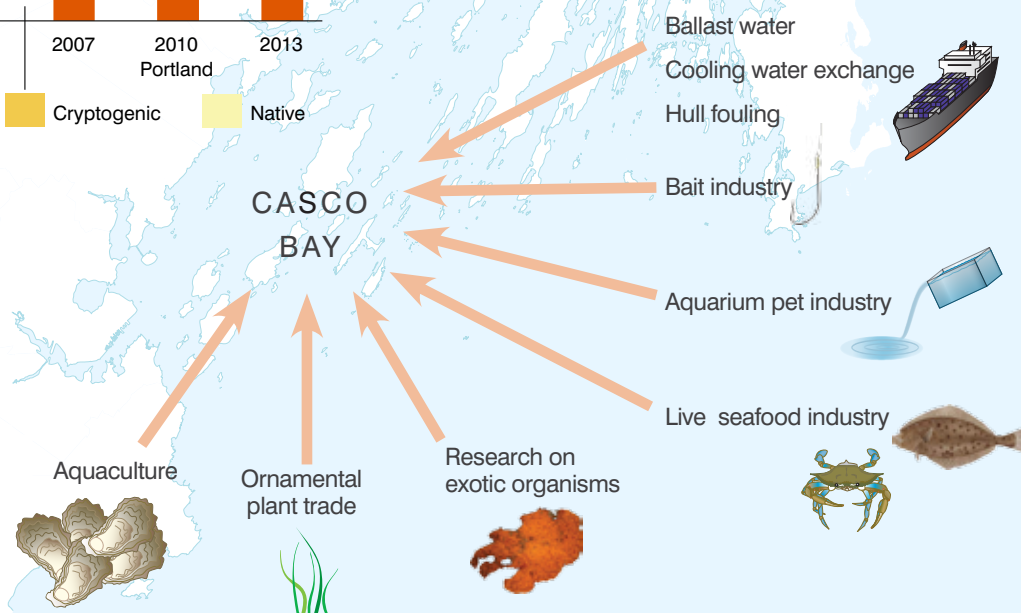 2007 2010 2013
Portland
Cryptogenic Native
Ballast water
Cooling water exchange
Hull fouling
Bait industry
CASCO
BAY
Aquarium pet industry
Live seafood industry
Aquaculture
Ornamental
plant trade
Research on
exotic organisms